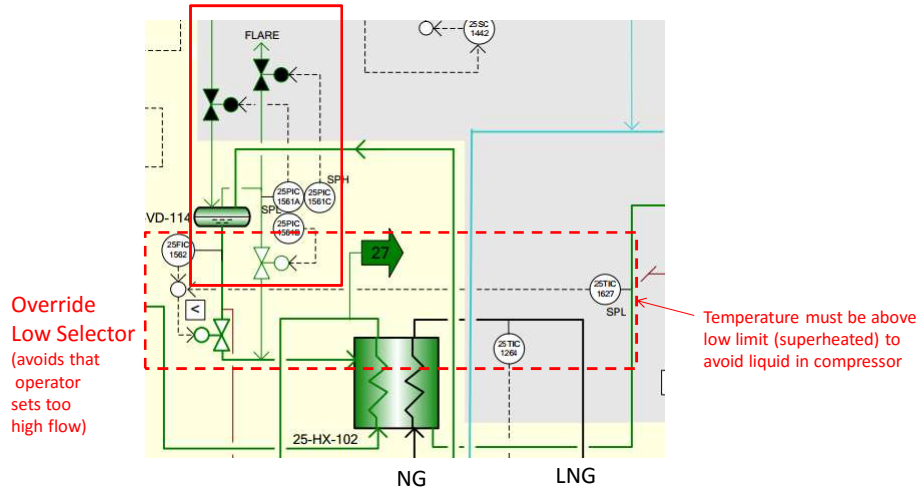 FLARE
25SC
1442
SPH
25PIC
1561A
25PIC
1561C
SPL
25PIC
1561B
VD-114
25FIC
1562
27
25TIC
1627
SPL
Override
Low Selector
(avoids that
operator
sets too
high flow)
<
Temperature must be above
low limit (superheated) to
avoid liquid in compressor
25TIC
1264
25-HX-102
NG
LNG